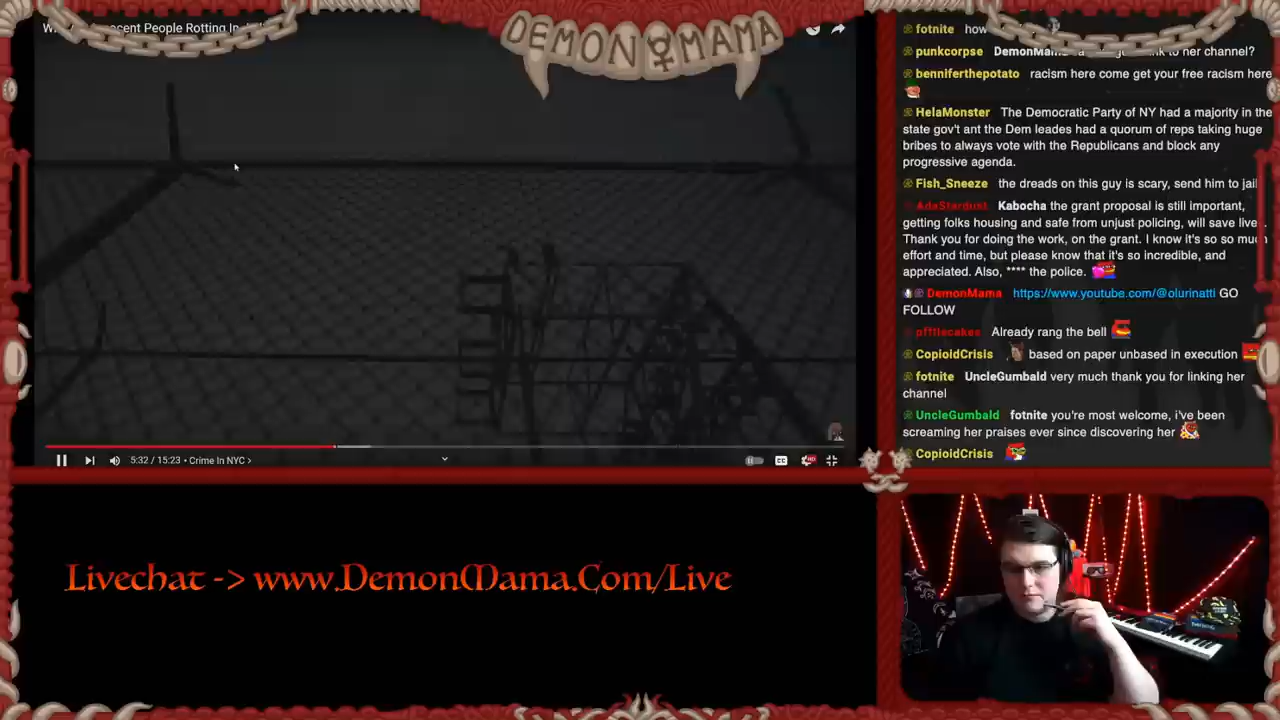 cent People Rotting In
DEMON MAMA
5:32 / 15:23 • Crime In NYC >
CC
HD
Livechat -> www.DemonMama.Com/Live
fotnite how
punkcorpse to her channel?
benniferthepotato racism here come get your free racism here
HelaMonster The Democratic Party of NY had a majority in the
state gov't ant the Dem leades had a quorum of reps taking huge
bribes to always vote with the Republicans and block any
progressive agenda.
Fish_Sneeze the dreads on this guy is scary, send him to jail
AdaStardust Kabocha the grant proposal is still important,
getting folks housing and safe from unjust policing, will save live
Thank you for doing the work, on the grant. I know it's so so much
effort and time, but please know that it's so incredible, and
appreciated. Also, **** the police.
DemonMama https://www.youtube.com/@olurinatti GO
FOLLOW
pfftlecakes Already rang the bell
CopioidCrisis based on paper unbased in execution
fotnite UncleGumbald very much thank you for linking her
channel
UncleGumbald fotnite you're most welcome, i've been
screaming her praises ever since discovering her
CopioidCrisis